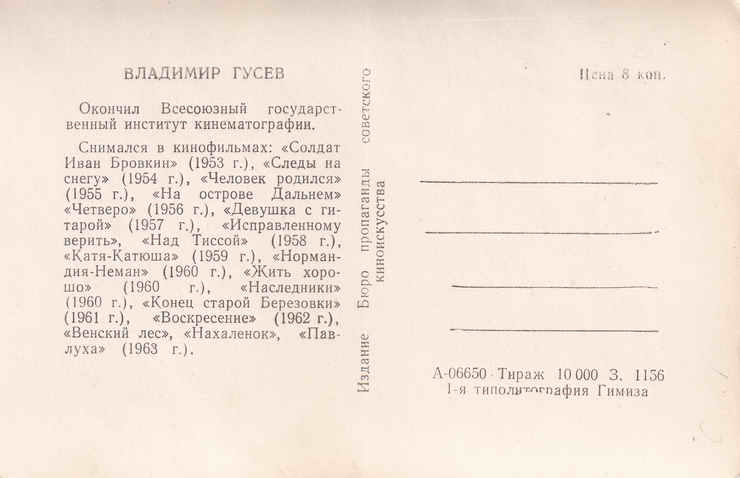 ВЛАДИМИР ГУСЕВ
Окончил Всесоюзный государст-
венный институт кинематографии.
Снимался в кинофильмах: «Солдат
Иван Бровкин» (1953 г.), «Следы на
снегу» (1954 г.), «Человек родился»
(1955 г.), «На острове Дальнем»
«Четверо» (1956 г.), «Девушка с ги-
тарой» (1957 г.), «Исправленному
верить», «Над Тиссой» (1958 г.),
«Катя-Катюша» (1959 г.), «Норман-
дия-Неман» (1960 г.), «Жить хоро-
шо» (1960 г.), «Наследники»
(1960 г.), «Конец старой Березовки»
(1961 г.), «Воскресение» (1962 г.),
«Венский лес», «Нахаленок», «Пав-
луха» (1963 г.).
Издание Бюро пропаганды советского
киноискусства
Цена 8 коп.
А-06650 Тираж 10 000 З. 1156
1-я типолитография Гимиза